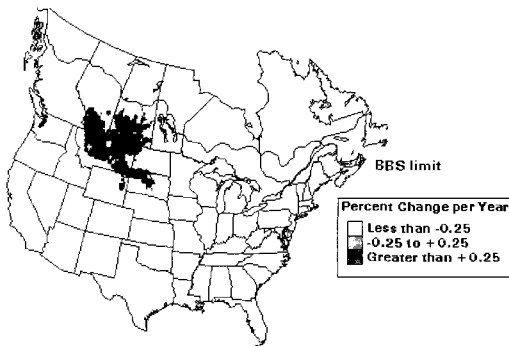 BBS limit
Percent Change per Year
Less than -0.25
-0.25 to +0.25
Greater than +0.25